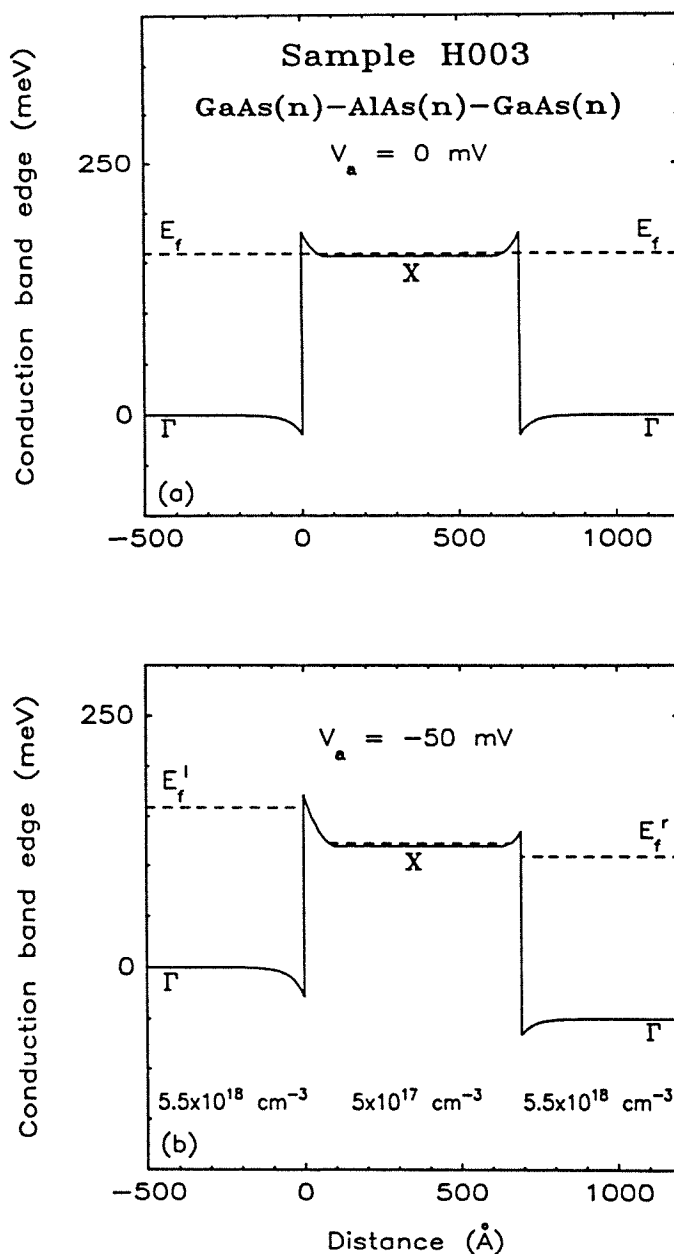 Sample H003
GaAs(n)−AlAs(n)−GaAs(n)
V_a = 0 mV
Conduction band edge (meV)
250
0
E_f
E_f
X
Γ
Γ
(a)
−500 0 500 1000
V_a = −50 mV
Conduction band edge (meV)
250
0
E_f^l
E_f^r
X
Γ
Γ
5.5x10^18 cm^−3 5x10^17 cm^−3 5.5x10^18 cm^−3
(b)
−500 0 500 1000
Distance (Å)